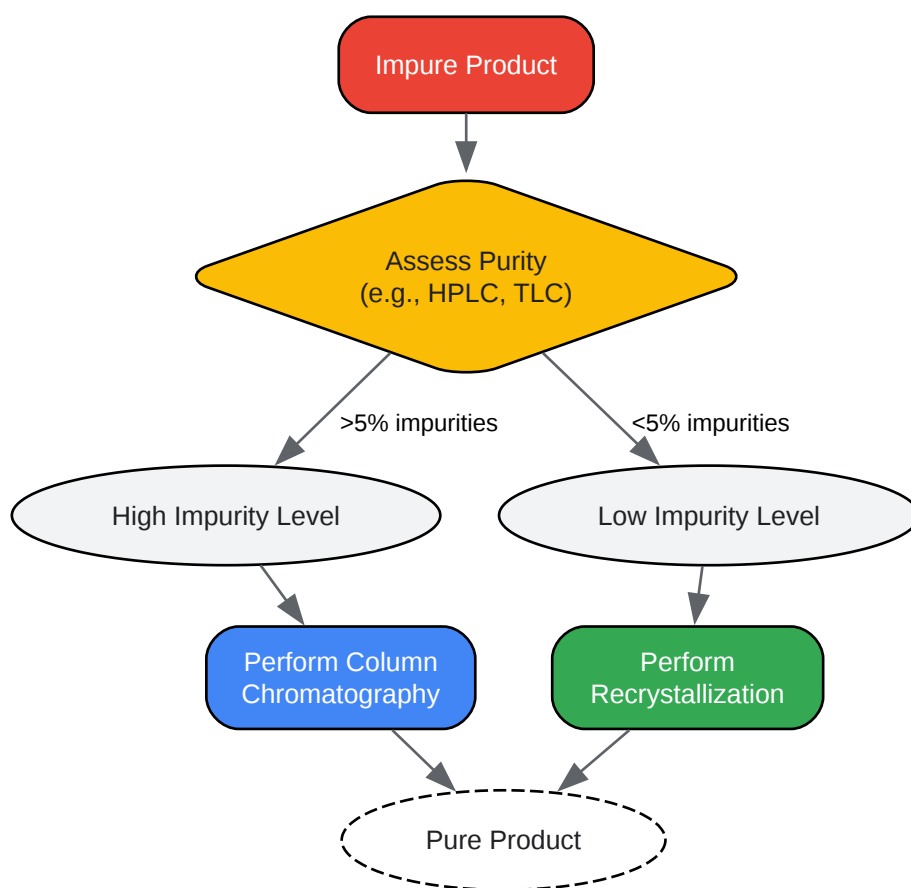 Impure Product
Assess Purity
(e.g., HPLC, TLC)
>5% impurities
<5% impurities
High Impurity Level
Low Impurity Level
Perform Column
Chromatography
Perform
Recrystallization
Pure Product